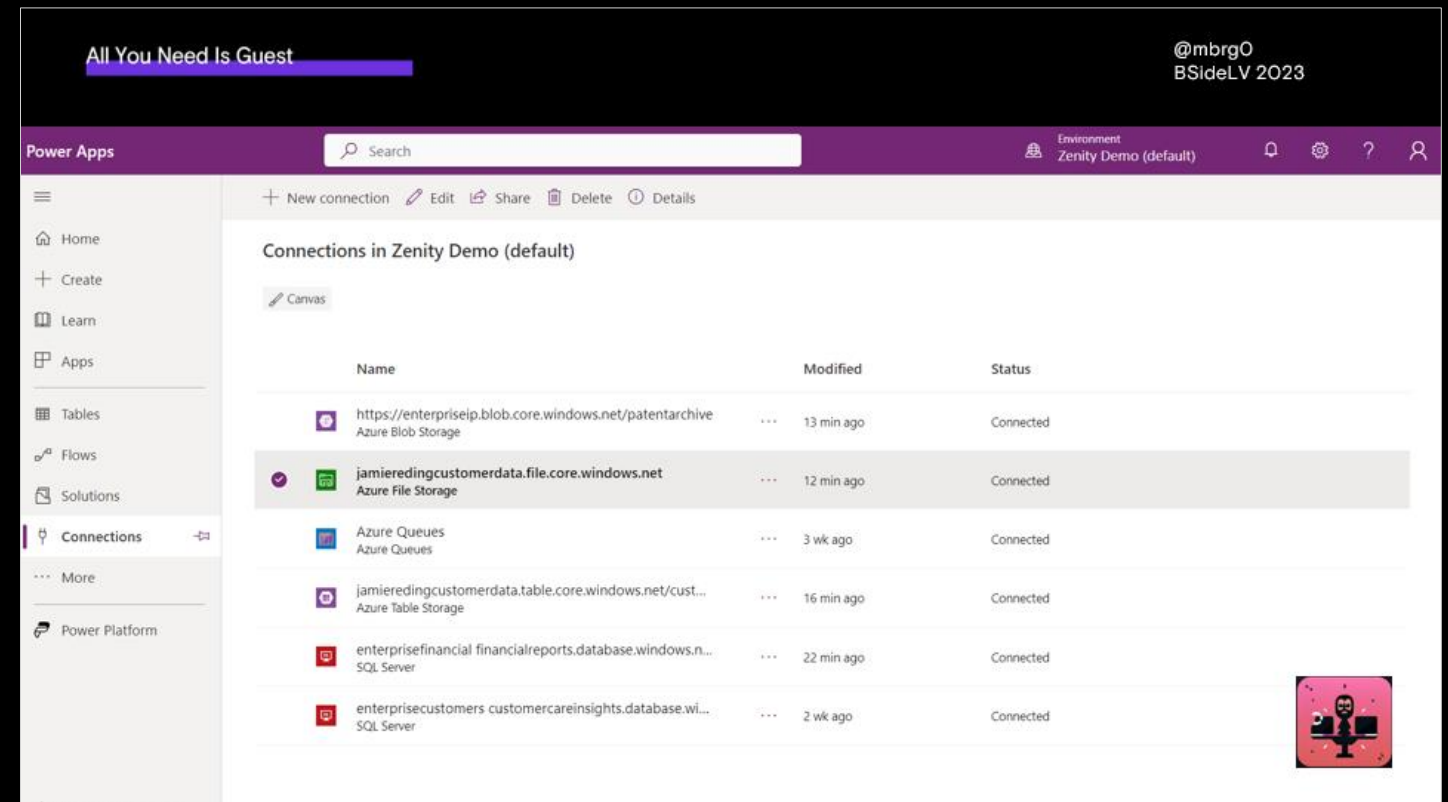 All You Need Is Guest
@mbrg0
BSideLV 2023
Power Apps
Search
Environment
Zenity Demo (default)
?
New connection Edit Share Delete Details
Home
Create
Learn
Apps
Tables
Flows
Solutions
Connections
More
Power Platform
Connections in Zenity Demo (default)
Canvas
Name Modified Status
https://enterpriseip.blob.core.windows.net/patentarchive ··· 13 min ago Connected
Azure Blob Storage
jamieredingcustomerdata.file.core.windows.net ··· 12 min ago Connected
Azure File Storage
Azure Queues ··· 3 wk ago Connected
Azure Queues
jamieredingcustomerdata.table.core.windows.net/cust... ··· 16 min ago Connected
Azure Table Storage
enterprisefinancial financialreports.database.windows.n... ··· 22 min ago Connected
SQL Server
enterprisecustomers customercareinsights.database.wi... ··· 2 wk ago Connected
SQL Server